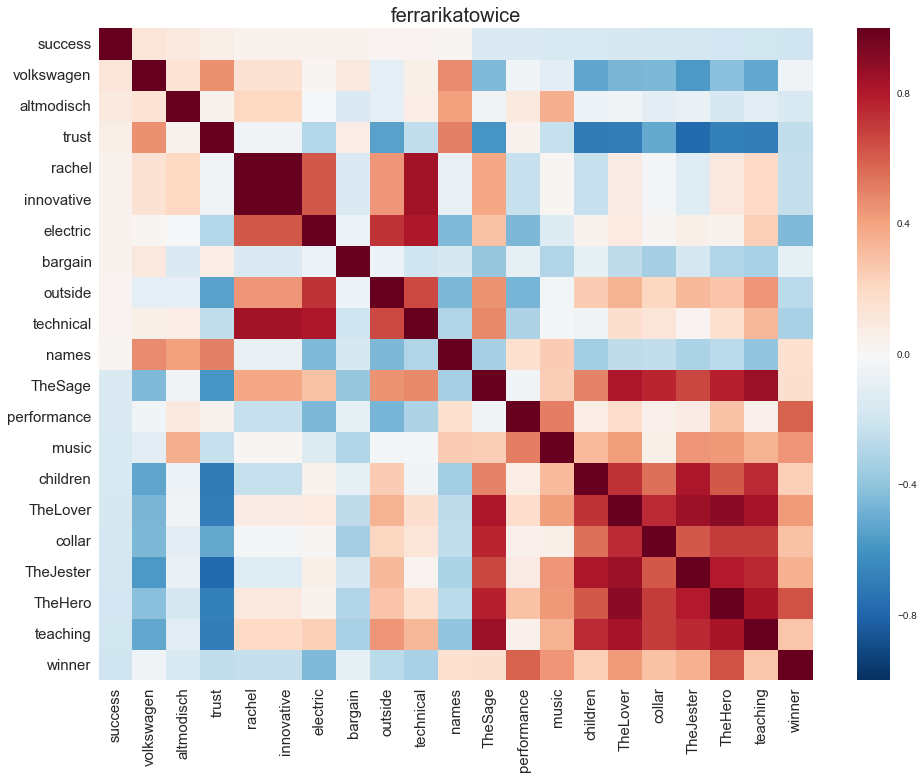 ferrarikatowice
success
volkswagen
altmodisch
trust
rachel
innovative
electric
bargain
outside
technical
names
TheSage
performance
music
children
TheLover
collar
TheJester
TheHero
teaching
winner
success
volkswagen
altmodisch
trust
rachel
innovative
electric
bargain
outside
technical
names
TheSage
performance
music
children
TheLover
collar
TheJester
TheHero
teaching
winner
0.8
0.4
0.0
−0.4
−0.8